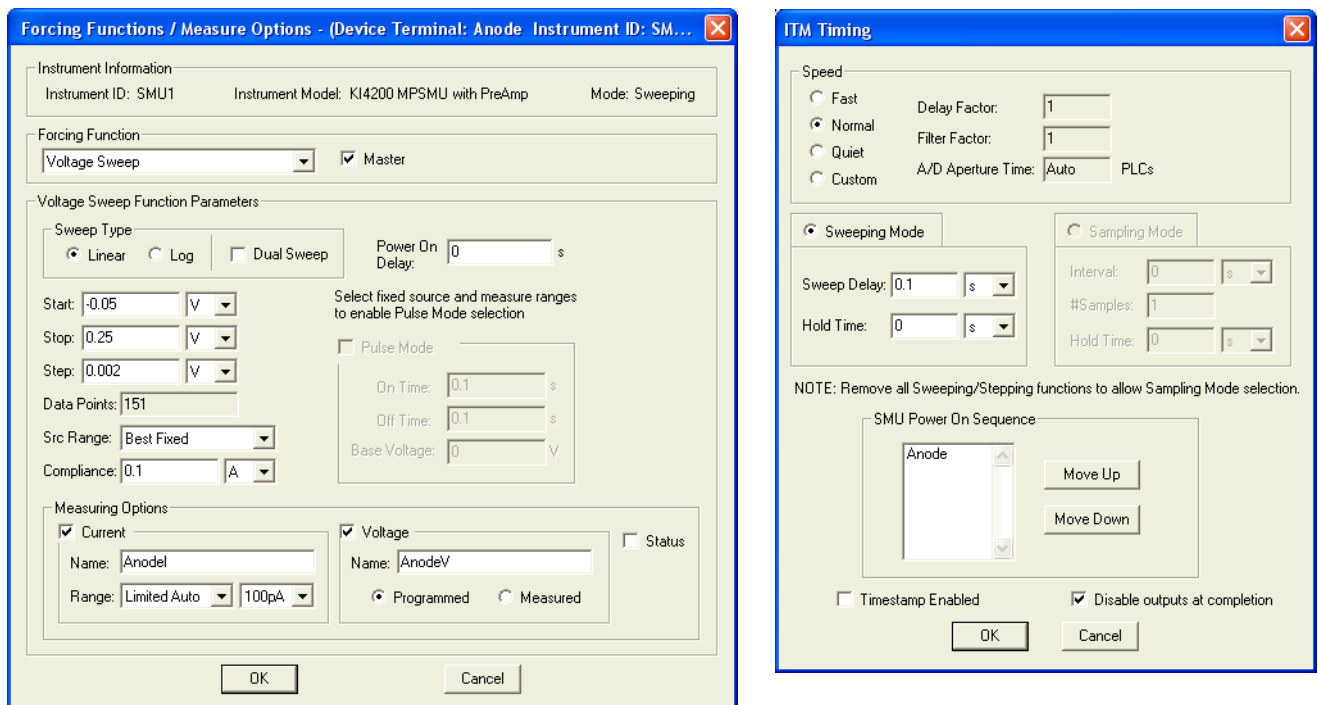 Forcing Functions / Measure Options - (Device Terminal: Anode  Instrument ID: SM...
Instrument Information
Instrument ID: SMU1 Instrument Model: KI4200 MPSMU with PreAmp Mode: Sweeping
Forcing Function
Voltage Sweep Master
Voltage Sweep Function Parameters
Sweep Type
Linear Log Dual Sweep
Power On
Delay: 0 s
Start: -0.05 V
Stop: 0.25 V
Step: 0.002 V
Data Points: 151
Src Range: Best Fixed
Compliance: 0.1 A
Select fixed source and measure ranges
to enable Pulse Mode selection
Pulse Mode
On Time: 0.1 s
Off Time: 0.1 s
Base Voltage: 0 V
Measuring Options
Current
Name: AnodeI
Range: Limited Auto 100pA
Voltage
Name: AnodeV
Programmed Measured
Status
OK Cancel
ITM Timing
Speed
Fast
Normal
Quiet
Custom
Delay Factor: 1
Filter Factor: 1
A/D Aperture Time: Auto PLCs
Sweeping Mode
Sweep Delay: 0.1 s
Hold Time: 0 s
Sampling Mode
Interval: 0 s
#Samples: 1
Hold Time: 0 s
NOTE: Remove all Sweeping/Stepping functions to allow Sampling Mode selection.
SMU Power On Sequence
Anode
Move Up
Move Down
Timestamp Enabled Disable outputs at completion
OK Cancel